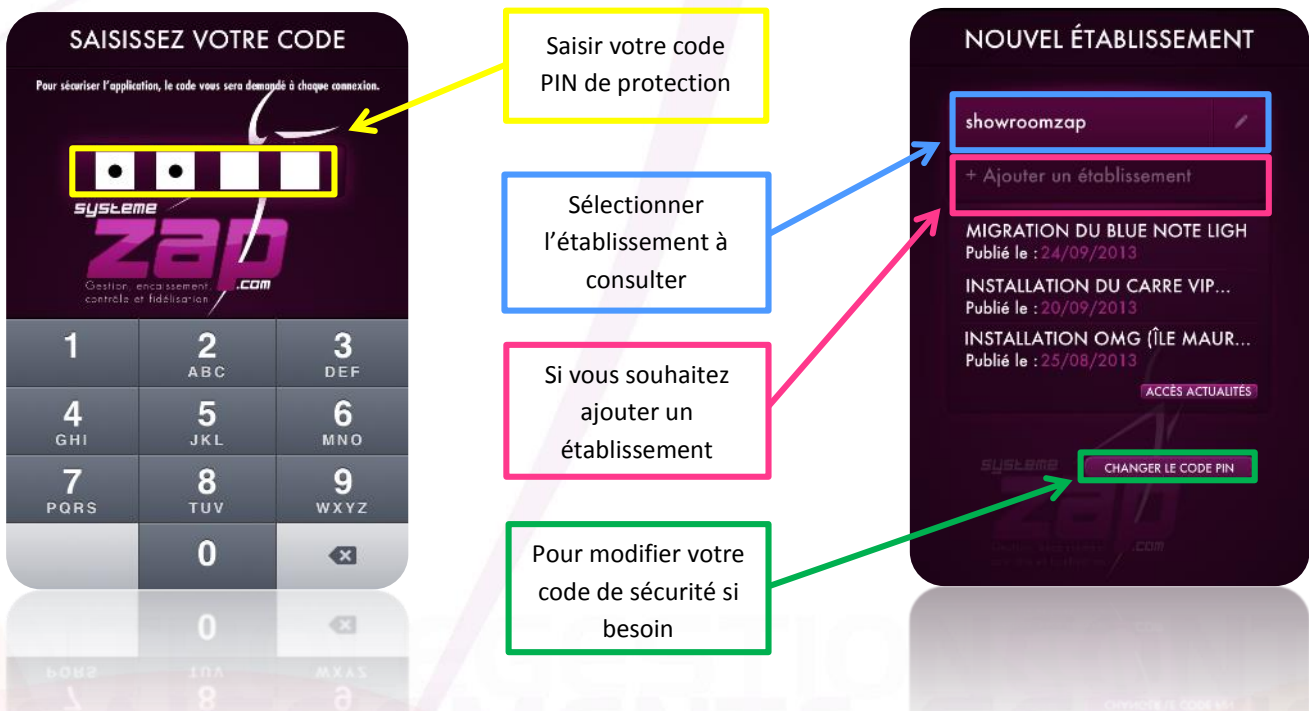 SAISISSEZ VOTRE CODE
Pour sécuriser l'application, le code vous sera demandé à chaque connexion.
systeme
zap
.com
Gestion, encaissement,
contrôle et fidélisation
1
2
ABC
3
DEF
4
GHI
5
JKL
6
MNO
7
PQRS
8
TUV
9
WXYZ
0
Saisir votre code
PIN de protection
Sélectionner
l'établissement à
consulter
Si vous souhaitez
ajouter un
établissement
Pour modifier votre
code de sécurité si
besoin
NOUVEL ÉTABLISSEMENT
showroomzap
+ Ajouter un établissement
MIGRATION DU BLUE NOTE LIGH
Publié le : 24/09/2013
INSTALLATION DU CARRE VIP...
Publié le : 20/09/2013
INSTALLATION OMG (ÎLE MAUR...
Publié le : 25/08/2013
ACCÈS ACTUALITÉS
systeme
CHANGER LE CODE PIN
zap
.com
GESTION